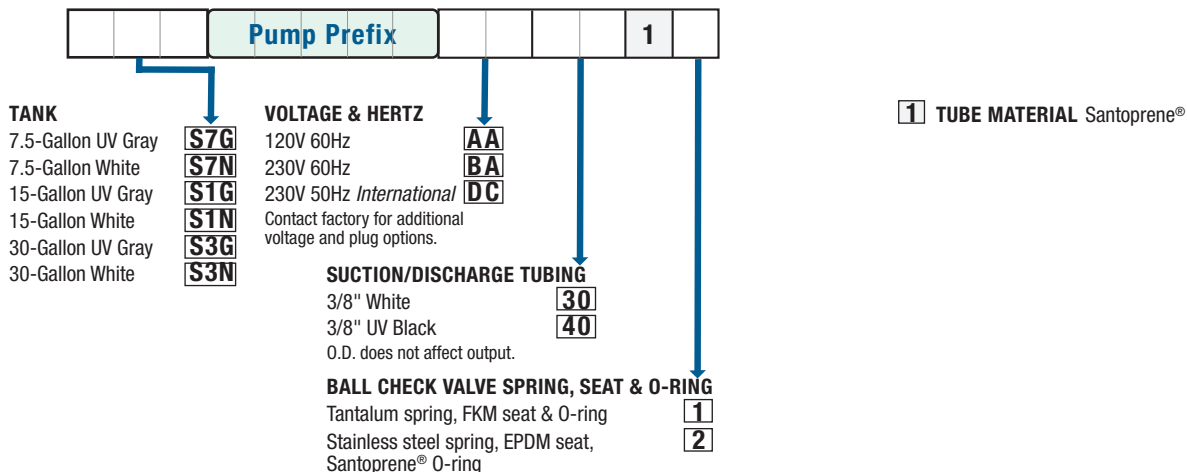 Pump Prefix
1
TANK
7.5-Gallon UV Gray S7G
7.5-Gallon White S7N
15-Gallon UV Gray S1G
15-Gallon White S1N
30-Gallon UV Gray S3G
30-Gallon White S3N
VOLTAGE & HERTZ
120V 60Hz AA
230V 60Hz BA
230V 50Hz International DC
Contact factory for additional
voltage and plug options.
SUCTION/DISCHARGE TUBING
3/8" White 30
3/8" UV Black 40
O.D. does not affect output.
BALL CHECK VALVE SPRING, SEAT & O-RING
Tantalum spring, FKM seat & O-ring 1
Stainless steel spring, EPDM seat, 2
Santoprene® O-ring
1 TUBE MATERIAL Santoprene®